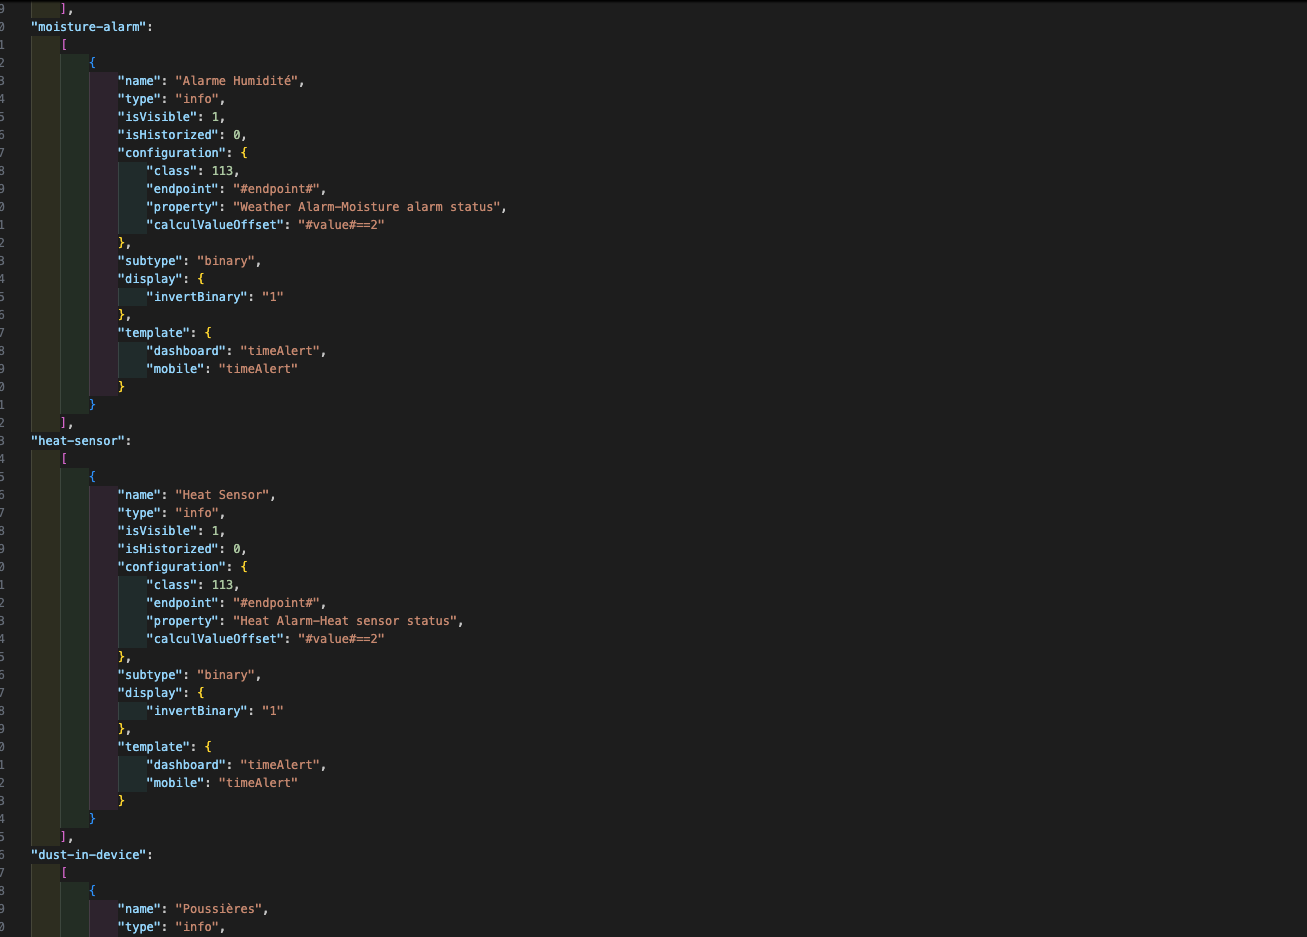 ],
"moisture-alarm":
[
{
"name": "Alarme Humidité",
"type": "info",
"isVisible": 1,
"isHistorized": 0,
"configuration": {
"class": 113,
"endpoint": "#endpoint#",
"property": "Weather Alarm-Moisture alarm status",
"calculValueOffset": "#value#==2"
},
"subtype": "binary",
"display": {
"invertBinary": "1"
},
"template": {
"dashboard": "timeAlert",
"mobile": "timeAlert"
}
}
],
"heat-sensor":
[
{
"name": "Heat Sensor",
"type": "info",
"isVisible": 1,
"isHistorized": 0,
"configuration": {
"class": 113,
"endpoint": "#endpoint#",
"property": "Heat Alarm-Heat sensor status",
"calculValueOffset": "#value#==2"
},
"subtype": "binary",
"display": {
"invertBinary": "1"
},
"template": {
"dashboard": "timeAlert",
"mobile": "timeAlert"
}
}
],
"dust-in-device":
[
{
"name": "Poussières",
"type": "info",